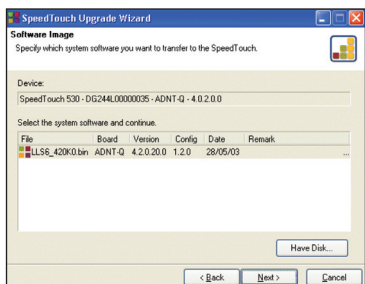 SpeedTouch Upgrade Wizard
Software Image
Specify which system software you want to transfer to the SpeedTouch.
Device:
SpeedTouch 530 - DG244L00000035 - ADNT-Q - 4.0.2.0.0
Select the system software and continue.
File Board Version Config Date Remark
LLS6_420K0.bin ADNT-Q 4.2.0.20.0 1.2.0 28/05/03 ...
Have Disk...
< Back Next > Cancel